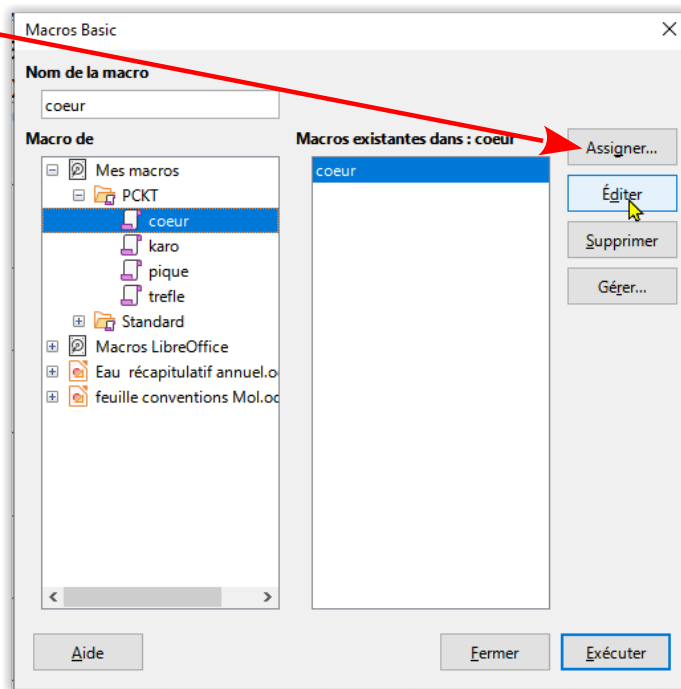 Macros Basic
Nom de la macro
coeur
Macro de
Macros existantes dans : coeur
Assigner...
Mes macros
coeur
PCKT
Éditer
coeur
karo
Supprimer
pique
trefle
Gérer...
Standard
Macros LibreOffice
Eau récapitulatif annuel.o
feuille conventions Mol.oc
Aide
Fermer
Exécuter